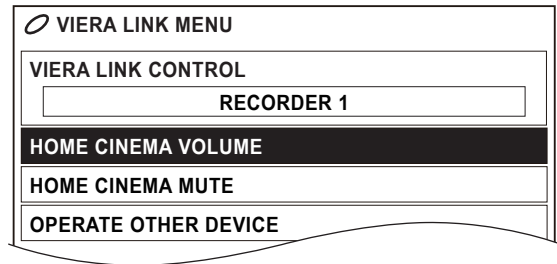 VIERA LINK MENU
VIERA LINK CONTROL
RECORDER 1
HOME CINEMA VOLUME
HOME CINEMA MUTE
OPERATE OTHER DEVICE